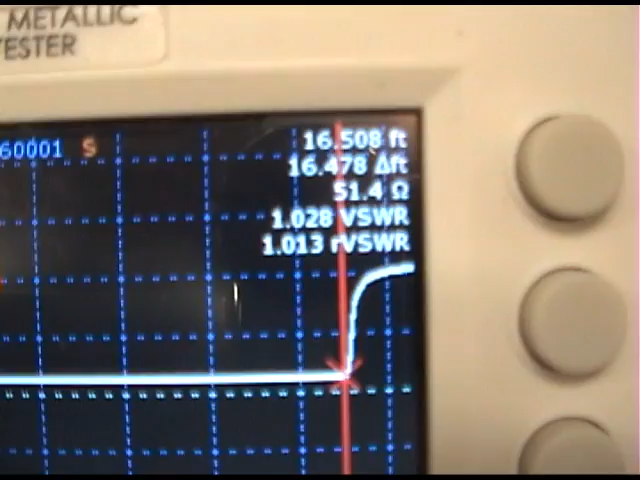 METALLIC
TESTER
60001 S
16.508 ft
16.478 Δft
51.4 Ω
1.028 VSWR
1.013 rVSWR